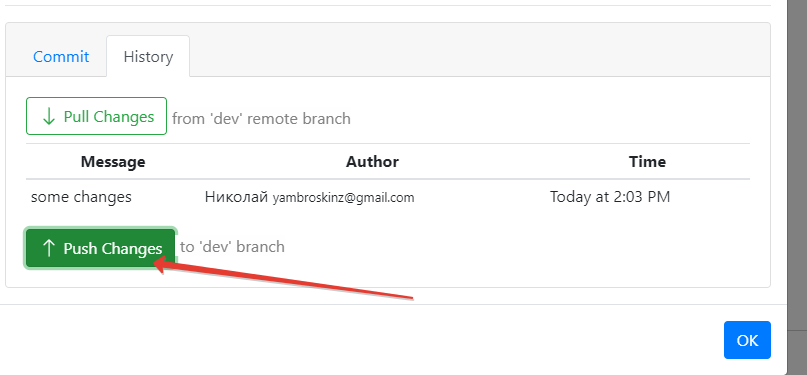 Commit History
Pull Changes from 'dev' remote branch
Message Author Time
some changes Николай yambroskinz@gmail.com Today at 2:03 PM
Push Changes to 'dev' branch
OK